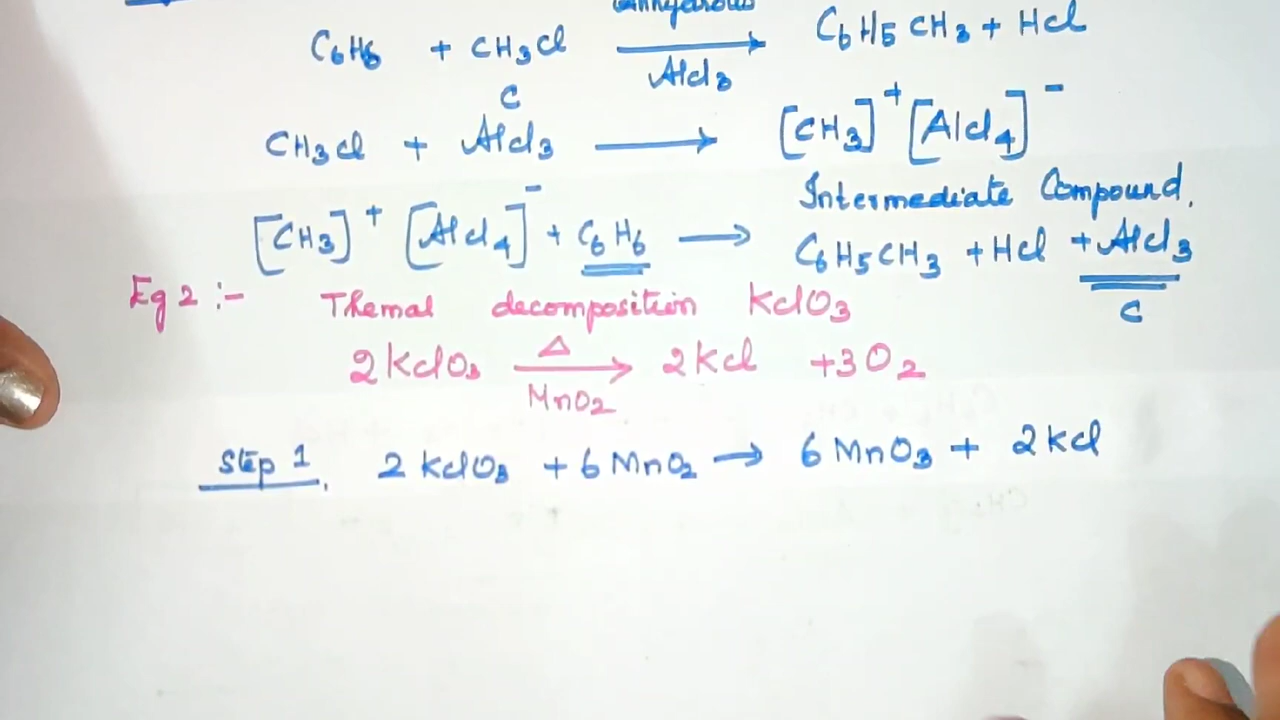 C6H6 + CH3Cl ⟶ C6H5CH3 + HCl
AlCl3
C
CH3Cl + AlCl3 ⟶ [CH3]+ [AlCl4]-
Intermediate Compound.
[CH3]+ [AlCl4]- + C6H6 ⟶ C6H5CH3 + HCl + AlCl3
C
Eg 2 :- Themal decomposition KClO3
2KClO3 ⟶ 2KCl + 3O2
Δ
MnO2
Step 1. 2KClO3 + 6MnO2 ⟶ 6MnO3 + 2KCl